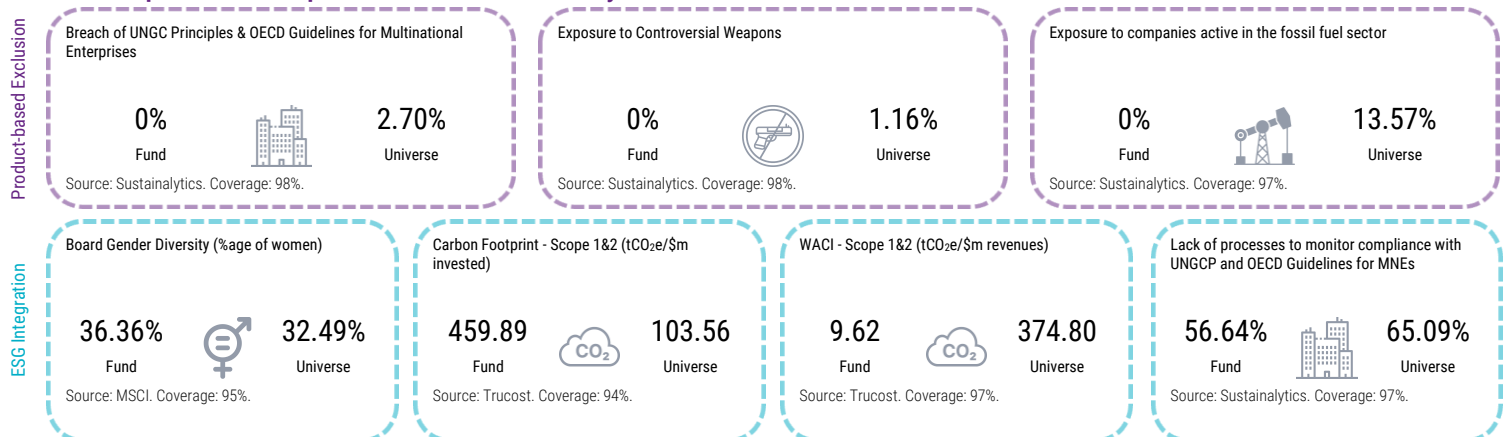 Product-based Exclusion
Breach of UNGC Principles & OECD Guidelines for Multinational
Enterprises
0%
Fund
2.70%
Universe
Source: Sustainalytics. Coverage: 98%.
Exposure to Controversial Weapons
0%
Fund
1.16%
Universe
Source: Sustainalytics. Coverage: 98%.
Exposure to companies active in the fossil fuel sector
0%
Fund
13.57%
Universe
Source: Sustainalytics. Coverage: 97%.
ESG Integration
Board Gender Diversity (%age of women)
36.36%
Fund
32.49%
Universe
Source: MSCI. Coverage: 95%.
Carbon Footprint - Scope 1&2 (tCO₂e/$m
invested)
459.89
Fund
CO₂
103.56
Universe
Source: Trucost. Coverage: 94%.
WACI - Scope 1&2 (tCO₂e/$m revenues)
9.62
Fund
CO₂
374.80
Universe
Source: Trucost. Coverage: 97%.
Lack of processes to monitor compliance with
UNGCP and OECD Guidelines for MNEs
56.64%
Fund
65.09%
Universe
Source: Sustainalytics. Coverage: 97%.